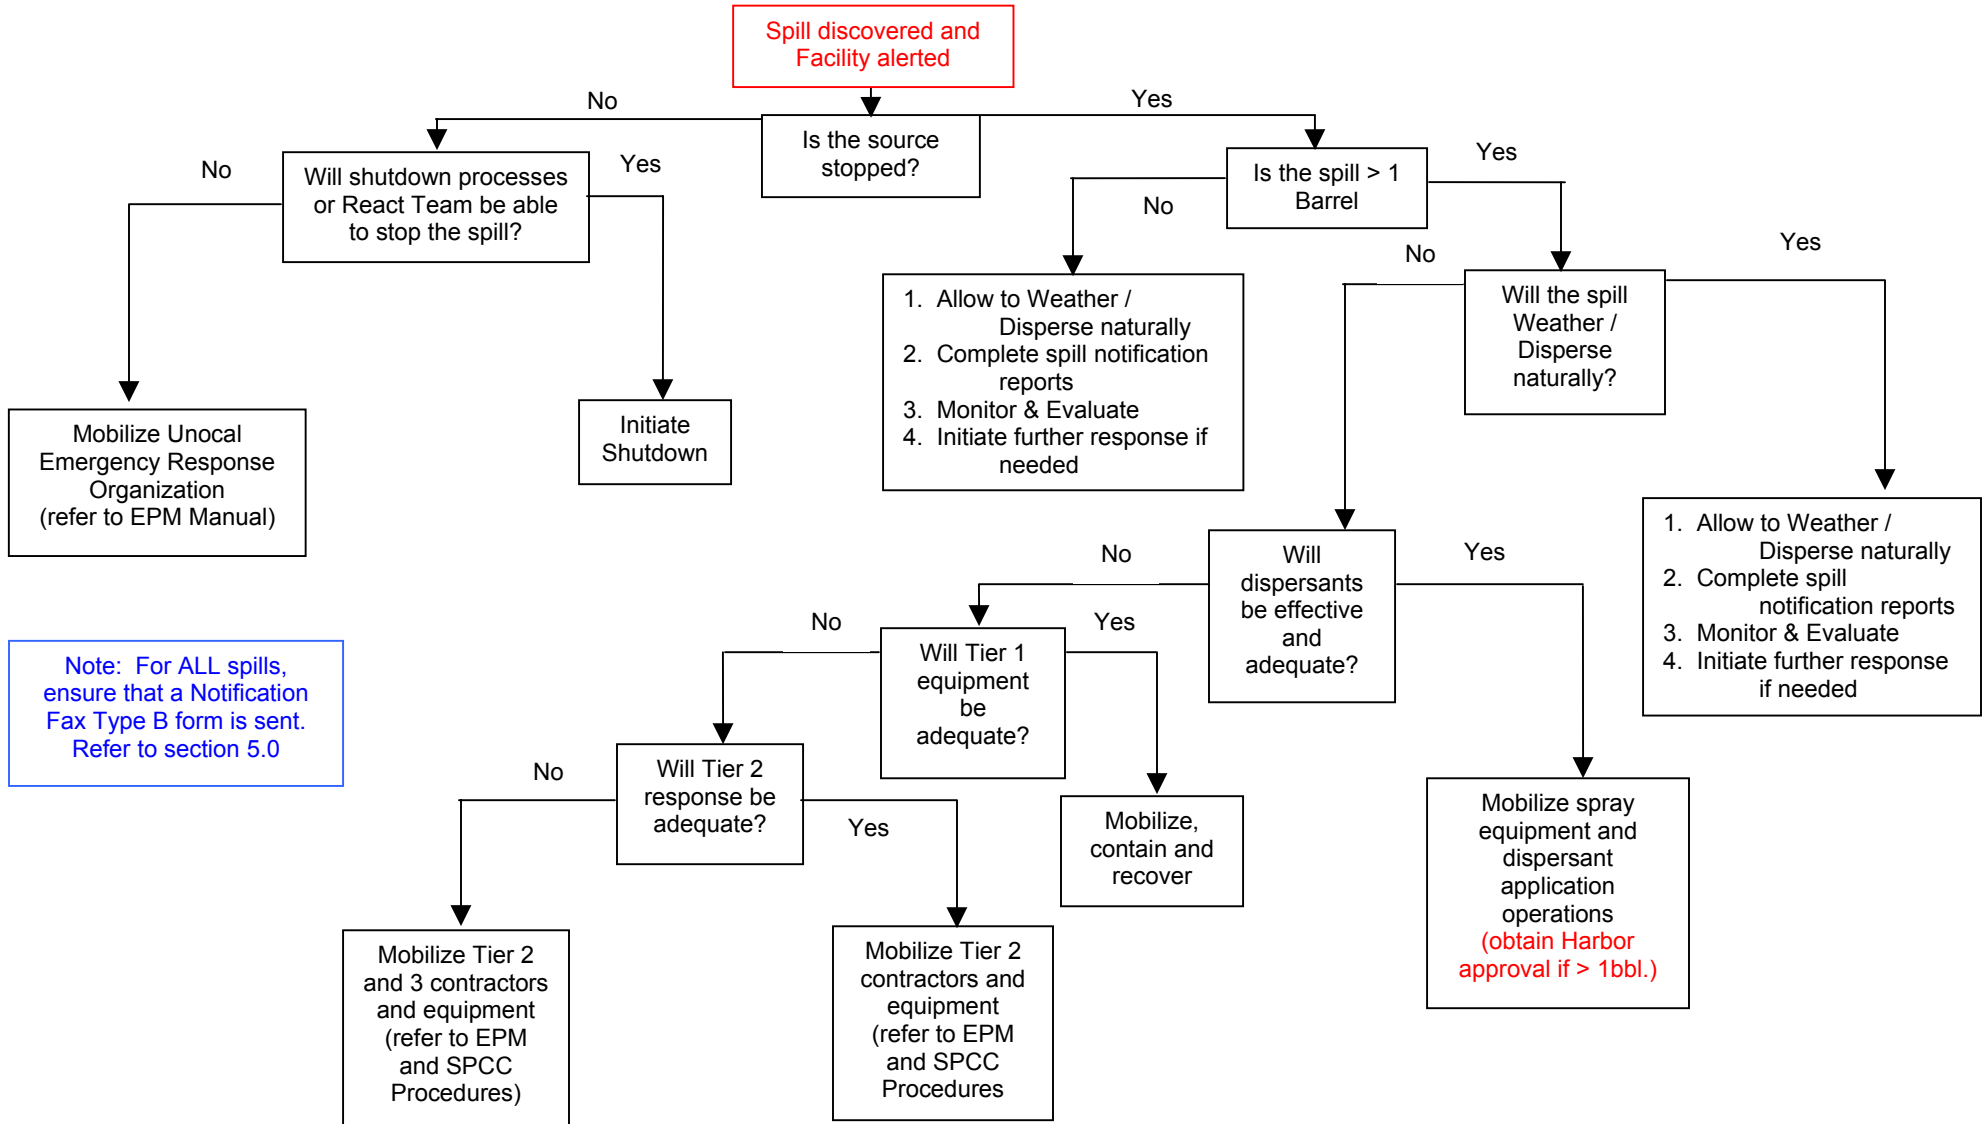 Spill discovered and
Facility alerted
No
Yes
Is the source
stopped?
No
Will shutdown processes
or React Team be able
to stop the spill?
Yes
Is the spill > 1
Barrel
Yes
No
No
Yes
Mobilize Unocal
Emergency Response
Organization
(refer to EPM Manual)
Initiate
Shutdown
1. Allow to Weather /
Disperse naturally
2. Complete spill notification
reports
3. Monitor & Evaluate
4. Initiate further response if
needed
Will the spill
Weather /
Disperse
naturally?
1. Allow to Weather /
Disperse naturally
2. Complete spill
notification reports
3. Monitor & Evaluate
4. Initiate further response
if needed
No
Will
dispersants
be effective
and
adequate?
Yes
Note: For ALL spills,
ensure that a Notification
Fax Type B form is sent.
Refer to section 5.0
No
Will Tier 1
equipment
be
adequate?
Yes
No
Will Tier 2
response be
adequate?
Yes
Mobilize,
contain and
recover
Mobilize spray
equipment and
dispersant
application
operations
(obtain Harbor
approval if > 1bbl.)
Mobilize Tier 2
and 3 contractors
and equipment
(refer to EPM
and SPCC
Procedures)
Mobilize Tier 2
contractors and
equipment
(refer to EPM
and SPCC
Procedures